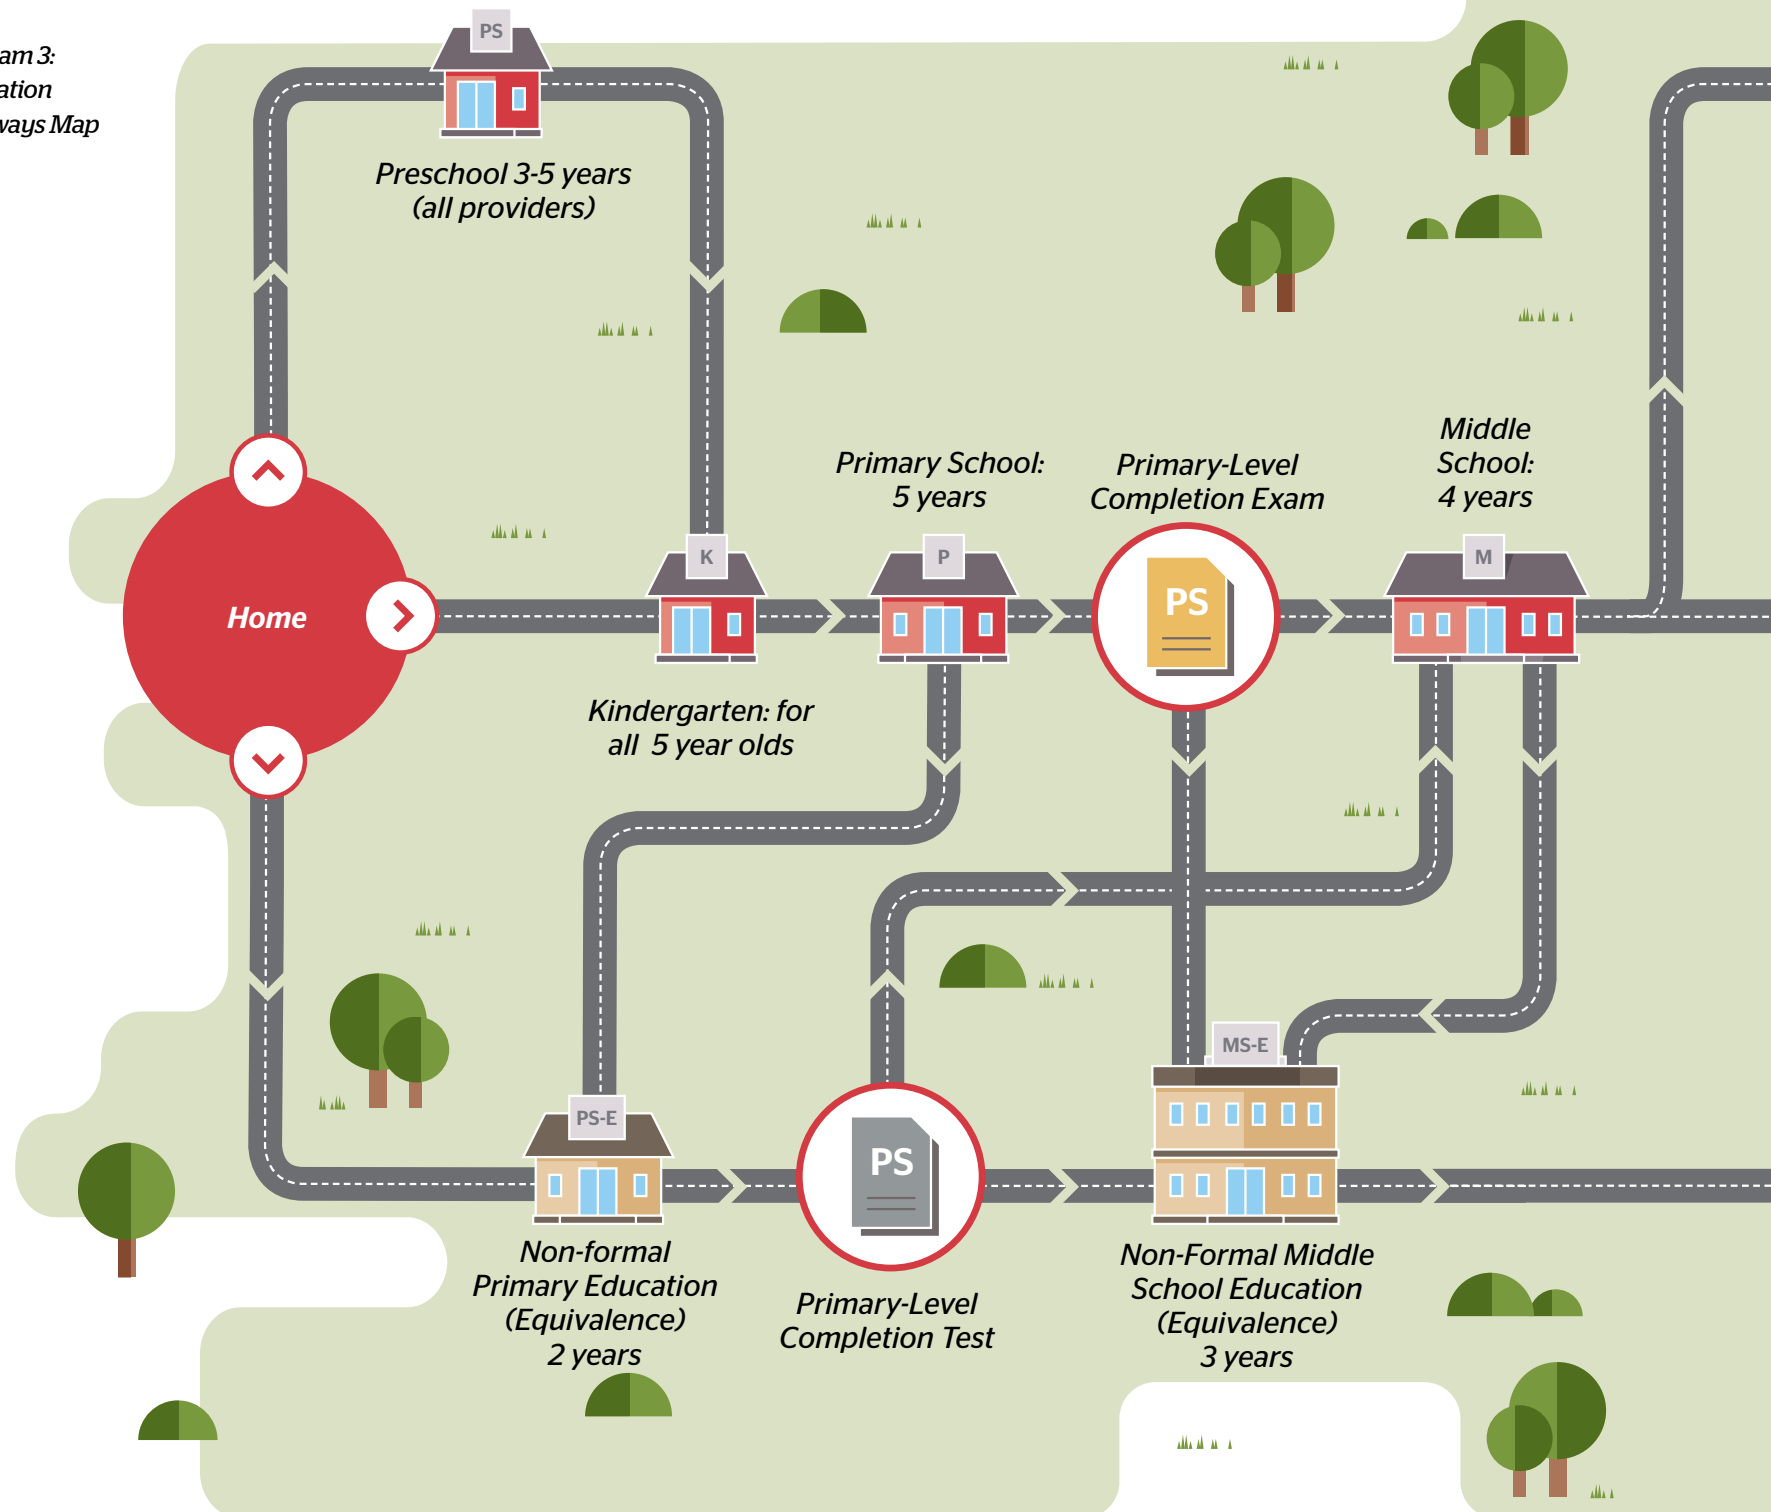 am 3:
ation
ways Map
PS
Preschool 3-5 years
(all providers)
Home
K
Kindergarten: for
all 5 year olds
Primary School:
5 years
P
Primary-Level
Completion Exam
PS
Middle
School:
4 years
M
PS-E
Non-formal
Primary Education
(Equivalence)
2 years
PS
Primary-Level
Completion Test
MS-E
Non-Formal Middle
School Education
(Equivalence)
3 years